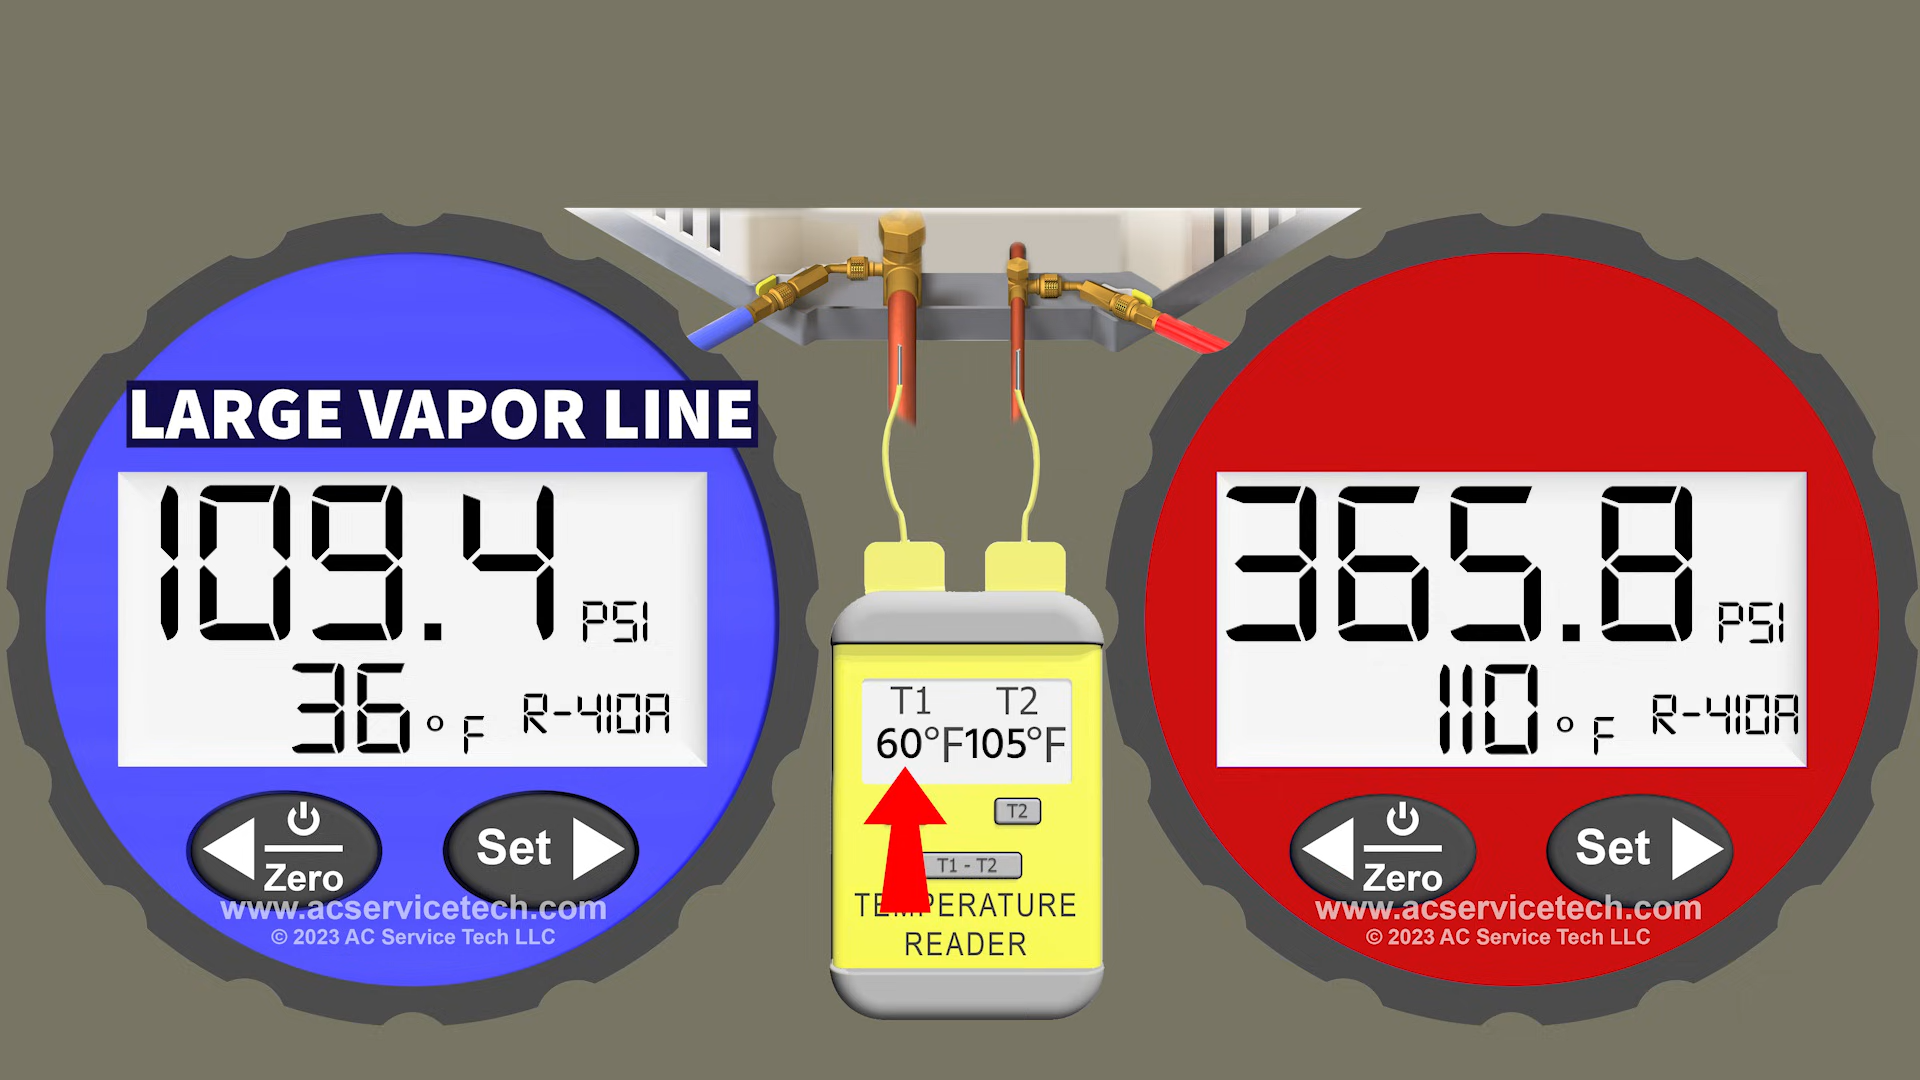 LARGE VAPOR LINE
109.4 PSI
36° F R-410A
Zero
Set
www.acservicetech.com
© 2023 AC Service Tech LLC
T1 T2
60°F 105°F
T2
T1 - T2
TEMPERATURE
READER
365.8 PSI
110° F R-410A
Zero
Set
www.acservicetech.com
© 2023 AC Service Tech LLC